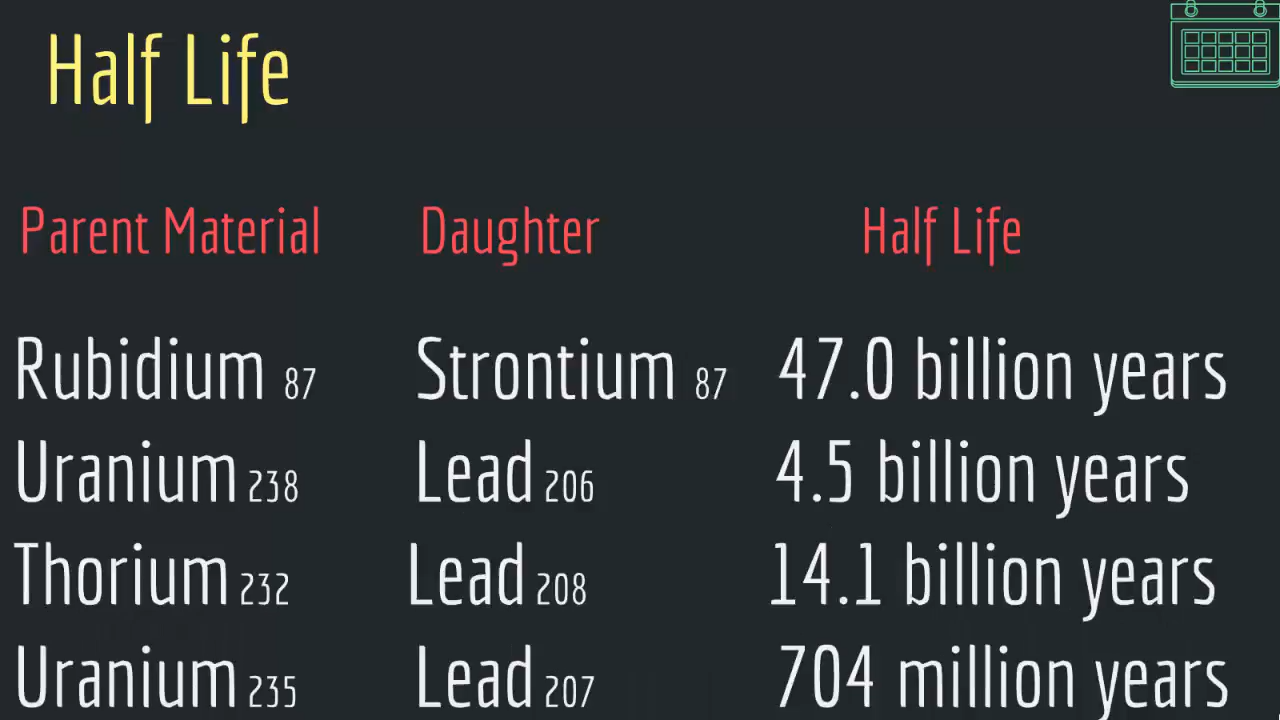 Half Life
Parent Material Daughter Half Life
Rubidium 87 Strontium 87 47.0 billion years
Uranium 238 Lead 206 4.5 billion years
Thorium 232 Lead 208 14.1 billion years
Uranium 235 Lead 207 704 million years